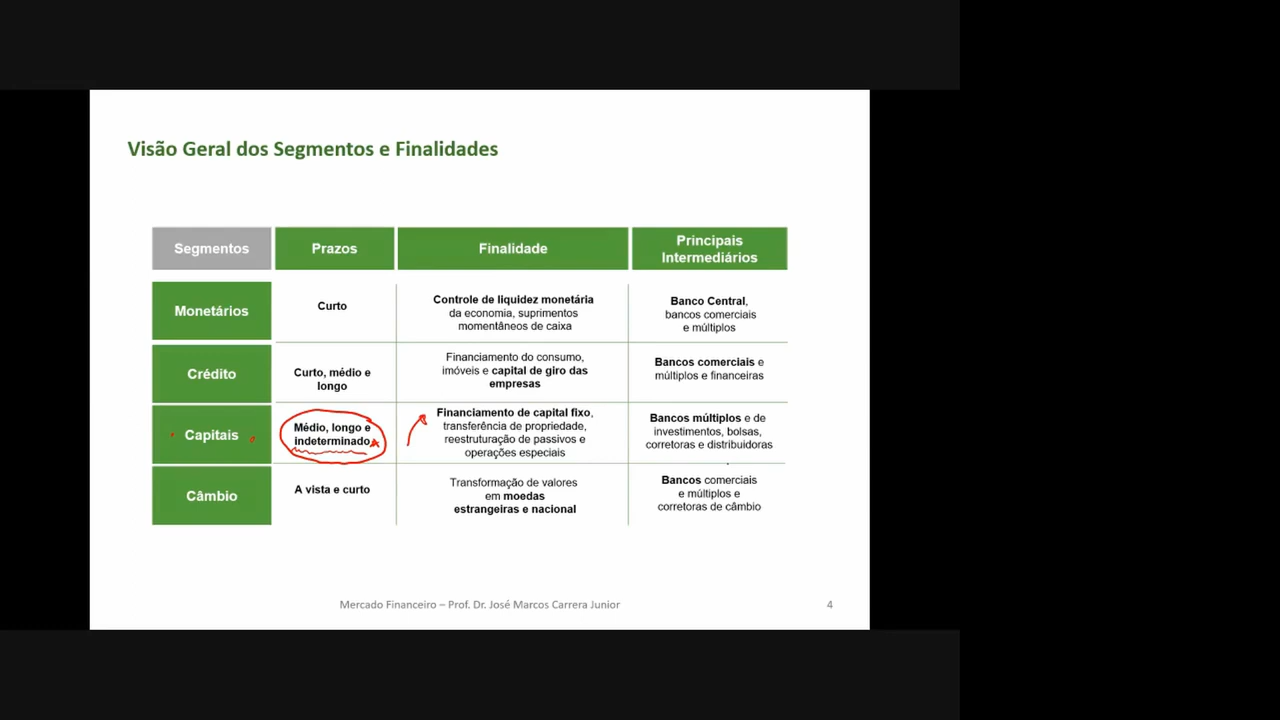 Visão Geral dos Segmentos e Finalidades
Segmentos
Prazos
Finalidade
Principais
Intermediários
Monetários
Curto
Controle de liquidez monetária
da economia, suprimentos
momentâneos de caixa
Banco Central,
bancos comerciais
e múltiplos
Crédito
Curto, médio e
longo
Financiamento do consumo,
imóveis e capital de giro das
empresas
Bancos comerciais e
múltiplos e financeiras
Capitais
Médio, longo e
indeterminado
Financiamento de capital fixo,
transferência de propriedade,
reestruturação de passivos e
operações especiais
Bancos múltiplos e de
investimentos, bolsas,
corretoras e distribuidoras
Câmbio
A vista e curto
Transformação de valores
em moedas
estrangeiras e nacional
Bancos comerciais
e múltiplos e
corretoras de câmbio
Mercado Financeiro – Prof. Dr. José Marcos Carrera Junior
4